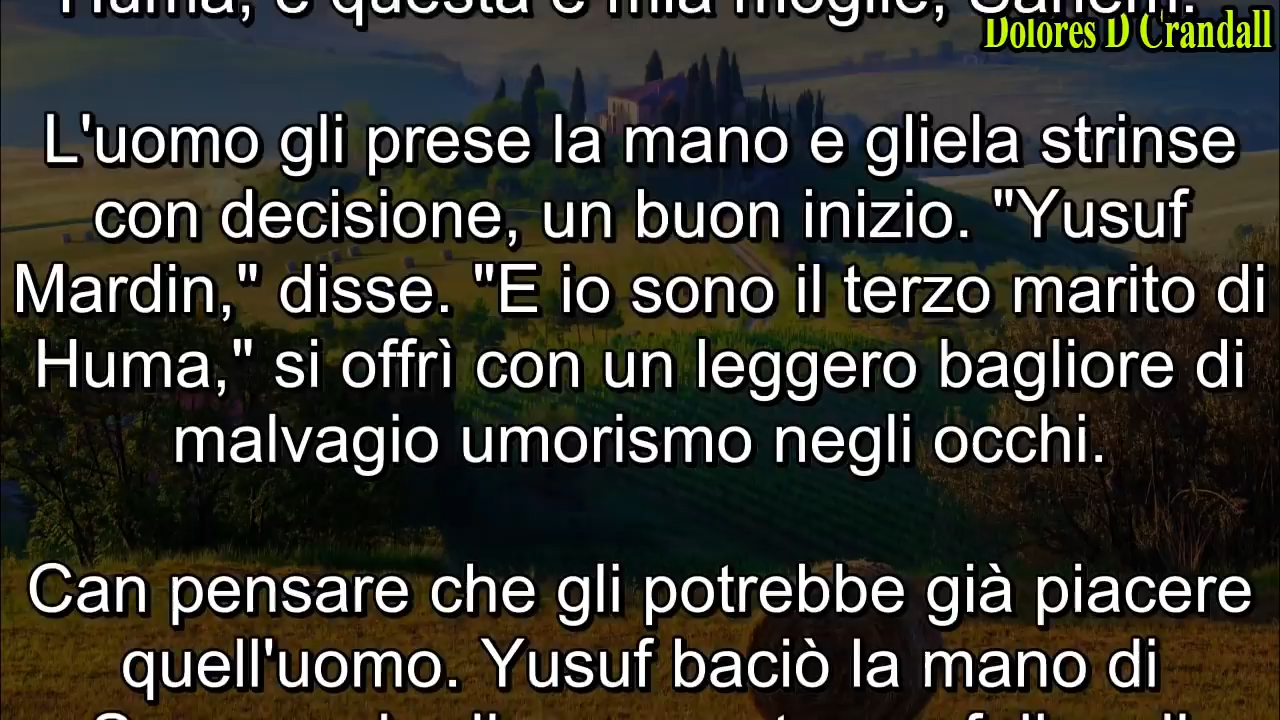 Huma, e questa è mia moglie, Sanem."
Dolores D Crandall
L'uomo gli prese la mano e gliela strinse
con decisione, un buon inizio. "Yusuf
Mardin," disse. "E io sono il terzo marito di
Huma," si offrì con un leggero bagliore di
malvagio umorismo negli occhi.
Can pensare che gli potrebbe già piacere
quell'uomo. Yusuf baciò la mano di